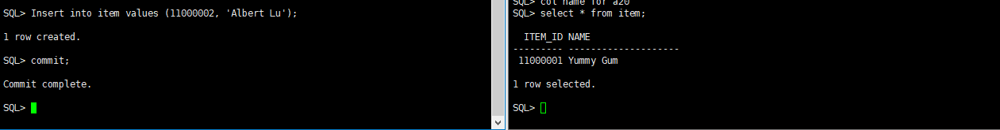 SQL> Insert into item values (11000002, 'Albert Lu');
1 row created.
SQL> commit;
Commit complete.
SQL>
SQL> col name for a20
SQL> select * from item;
ITEM_ID NAME
--------- --------------------
11000001 Yummy Gum
1 row selected.
SQL>